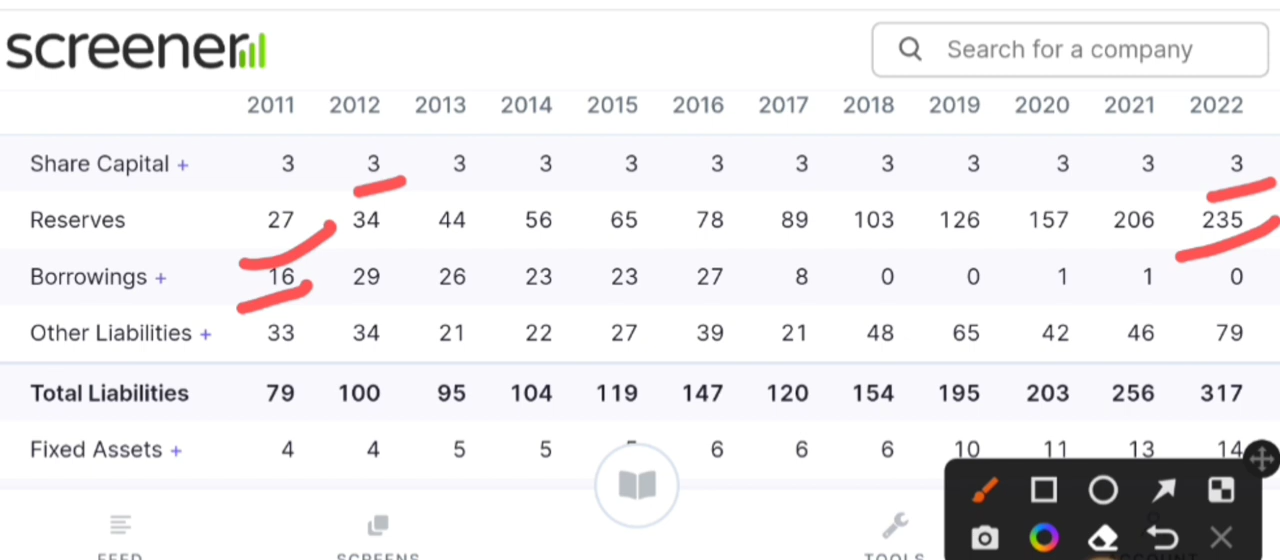 screener
Search for a company
2011 2012 2013 2014 2015 2016 2017 2018 2019 2020 2021 2022
Share Capital + 3 3 3 3 3 3 3 3 3 3 3 3
Reserves 27 34 44 56 65 78 89 103 126 157 206 235
Borrowings + 16 29 26 23 23 27 8 0 0 1 1 0
Other Liabilities + 33 34 21 22 27 39 21 48 65 42 46 79
Total Liabilities 79 100 95 104 119 147 120 154 195 203 256 317
Fixed Assets + 4 4 5 5 6 6 6 10 11 13 14
FEED SCREENS TOOLS